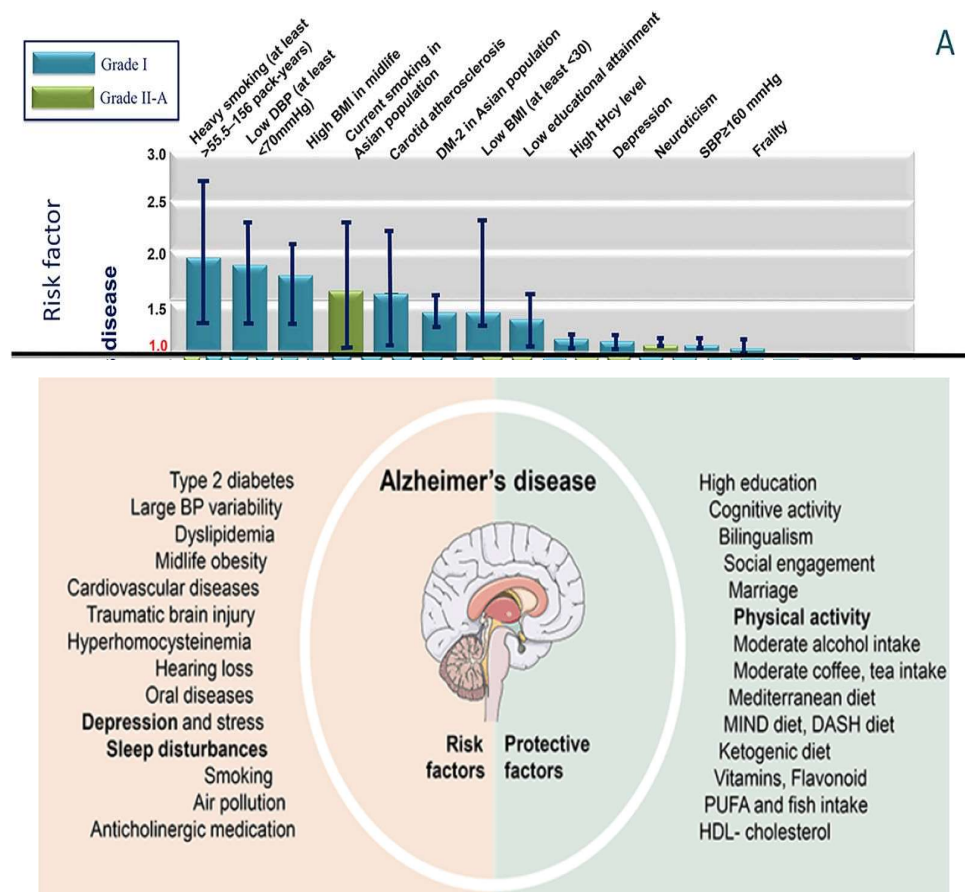 A
Grade I
Grade II-A
Heavy smoking (at least
>55,5–156 pack-years)
Low DBP (at least
<70mmHg)
High BMI in midlife
Current smoking in
Asian population
Carotid atherosclerosis
DM-2 in Asian population
Low BMI (at least <30)
Low educational attainment
High tHcy level
Depression
Neuroticism
SBP≥160 mmHg
Frailty
Risk factor
disease
3.0
2.5
2.0
1.5
1.0
Alzheimer's disease
Type 2 diabetes
Large BP variability
Dyslipidemia
Midlife obesity
Cardiovascular diseases
Traumatic brain injury
Hyperhomocysteinemia
Hearing loss
Oral diseases
Depression and stress
Sleep disturbances
Smoking
Air pollution
Anticholinergic medication
Risk
factors
Protective
factors
High education
Cognitive activity
Bilingualism
Social engagement
Marriage
Physical activity
Moderate alcohol intake
Moderate coffee, tea intake
Mediterranean diet
MIND diet, DASH diet
Ketogenic diet
Vitamins, Flavonoid
PUFA and fish intake
HDL- cholesterol